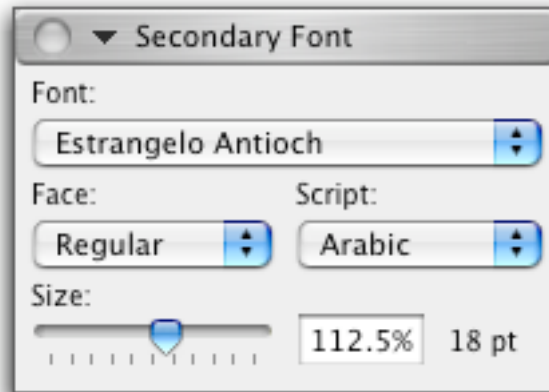 Secondary Font
Font:
Estrangelo Antioch
Face: Script:
Regular Arabic
Size:
112.5% 18 pt